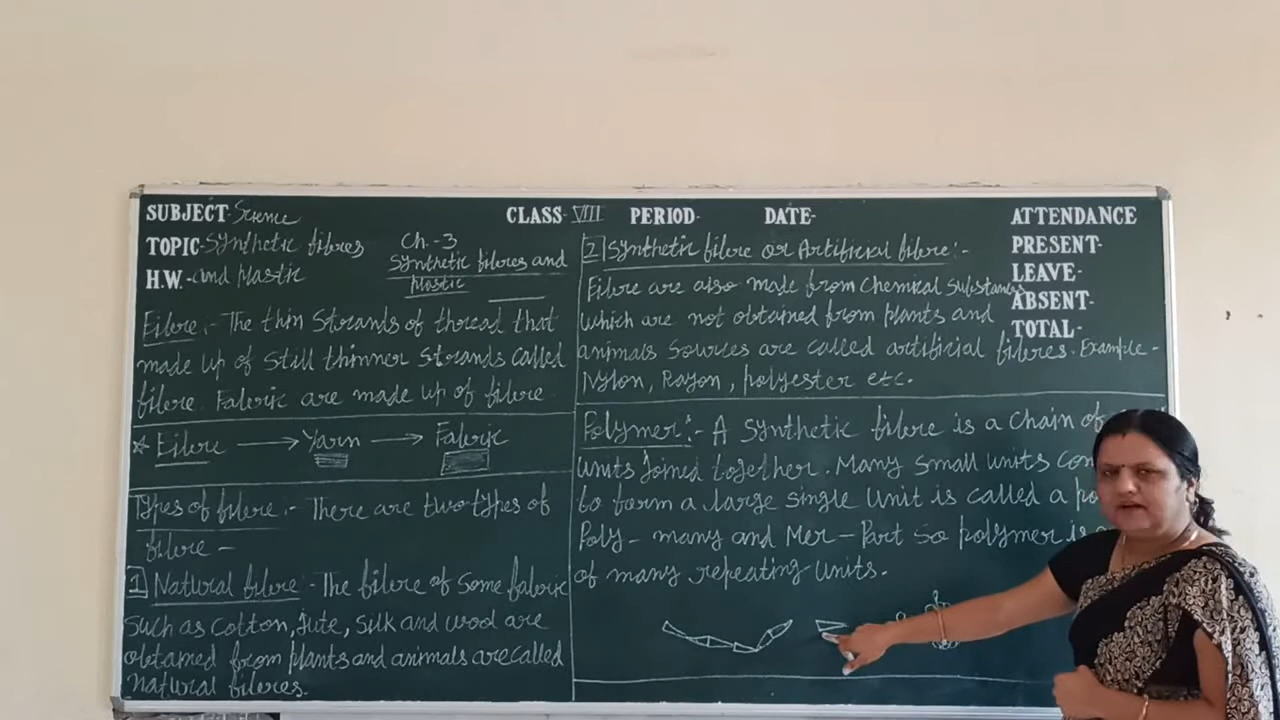 SUBJECT- Science CLASS- VIII PERIOD- DATE- ATTENDANCE
TOPIC- Synthetic fibres
H.W.- and plastic
Ch.-3
Synthetic fibres and
plastic
PRESENT-
LEAVE-
ABSENT-
TOTAL-
Fibre :- The thin strands of thread that
made up of still thinner strands called
fibre. Fabric are made up of fibre
* Fibre → Yarn → Fabric
Types of fibre :- There are two types of
fibre -
1 Natural fibre :- The fibre of some fabric
such as cotton, jute, silk and wool are
obtained from plants and animals are called
natural fibres.
2 Synthetic fibre or Artificial fibre :-
Fibre are also made from chemical substances
which are not obtained from plants and
animals sources are called artificial fibres. Example -
Nylon, Rayon, polyester etc.
Polymer :- A synthetic fibre is a chain of
units joined together. Many small units
to form a large single unit is called a
Poly - many and Mer - Part So polymer is
of many repeating units.